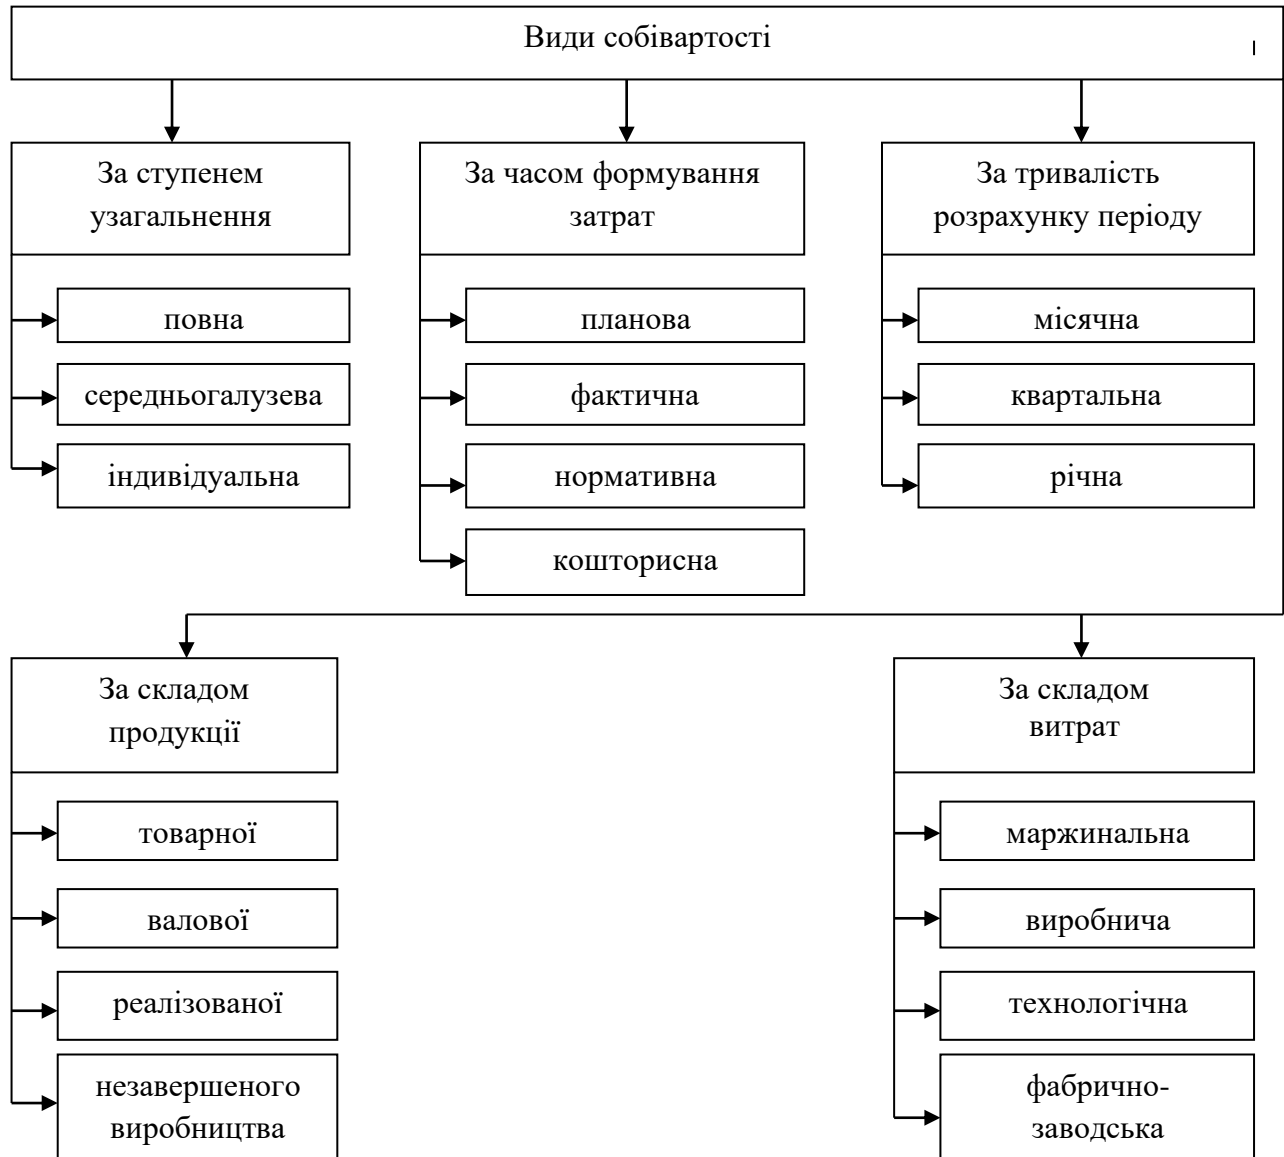 Види собівартості
За ступенем
узагальнення
повна
середньогалузева
індивідуальна
За часом формування
затрат
планова
фактична
нормативна
кошторисна
За тривалість
розрахунку періоду
місячна
квартальна
річна
За складом
продукції
товарної
валової
реалізованої
незавершеного
виробництва
За складом
витрат
маржинальна
виробнича
технологічна
фабрично-
заводська